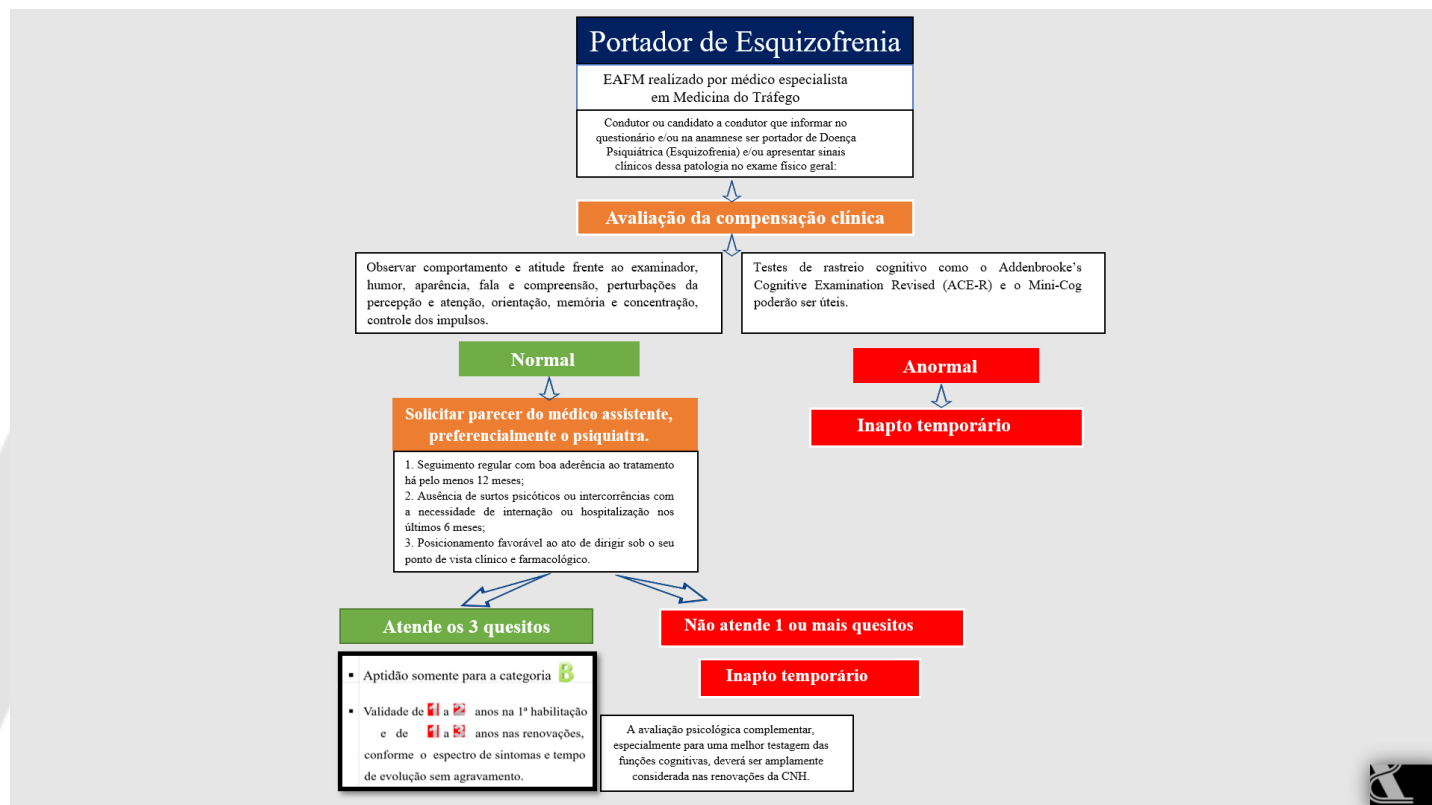 Portador de Esquizofrenia
EAFM realizado por médico especialista
em Medicina do Tráfego
Condutor ou candidato a condutor que informar no
questionário e/ou na anamnese ser portador de Doença
Psiquiátrica (Esquizofrenia) e/ou apresentar sinais
clínicos dessa patologia no exame físico geral:
Avaliação da compensação clínica
Observar comportamento e atitude frente ao examinador,
humor, aparência, fala e compreensão, perturbações da
percepção e atenção, orientação, memória e concentração,
controle dos impulsos.
Testes de rastreio cognitivo como o Addenbrooke’s
Cognitive Examination Revised (ACE-R) e o Mini-Cog
poderão ser úteis.
Normal
Anormal
Solicitar parecer do médico assistente,
preferencialmente o psiquiatra.
Inapto temporário
1. Seguimento regular com boa aderência ao tratamento
há pelo menos 12 meses;
2. Ausência de surtos psicóticos ou intercorrências com
a necessidade de internação ou hospitalização nos
últimos 6 meses;
3. Posicionamento favorável ao ato de dirigir sob o seu
ponto de vista clínico e farmacológico.
Atende os 3 quesitos
Não atende 1 ou mais quesitos
▪ Aptidão somente para a categoria B
▪ Validade de 1 a 2 anos na 1ª habilitação
e de 1 a 3 anos nas renovações,
conforme o espectro de sintomas e tempo
de evolução sem agravamento.
Inapto temporário
A avaliação psicológica complementar,
especialmente para uma melhor testagem das
funções cognitivas, deverá ser amplamente
considerada nas renovações da CNH.